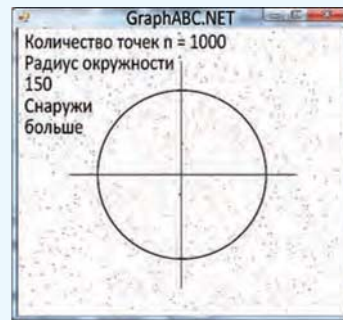 GraphABC.NET
Количество точек n = 1000
Радиус окружности
150
Снаружи
больше